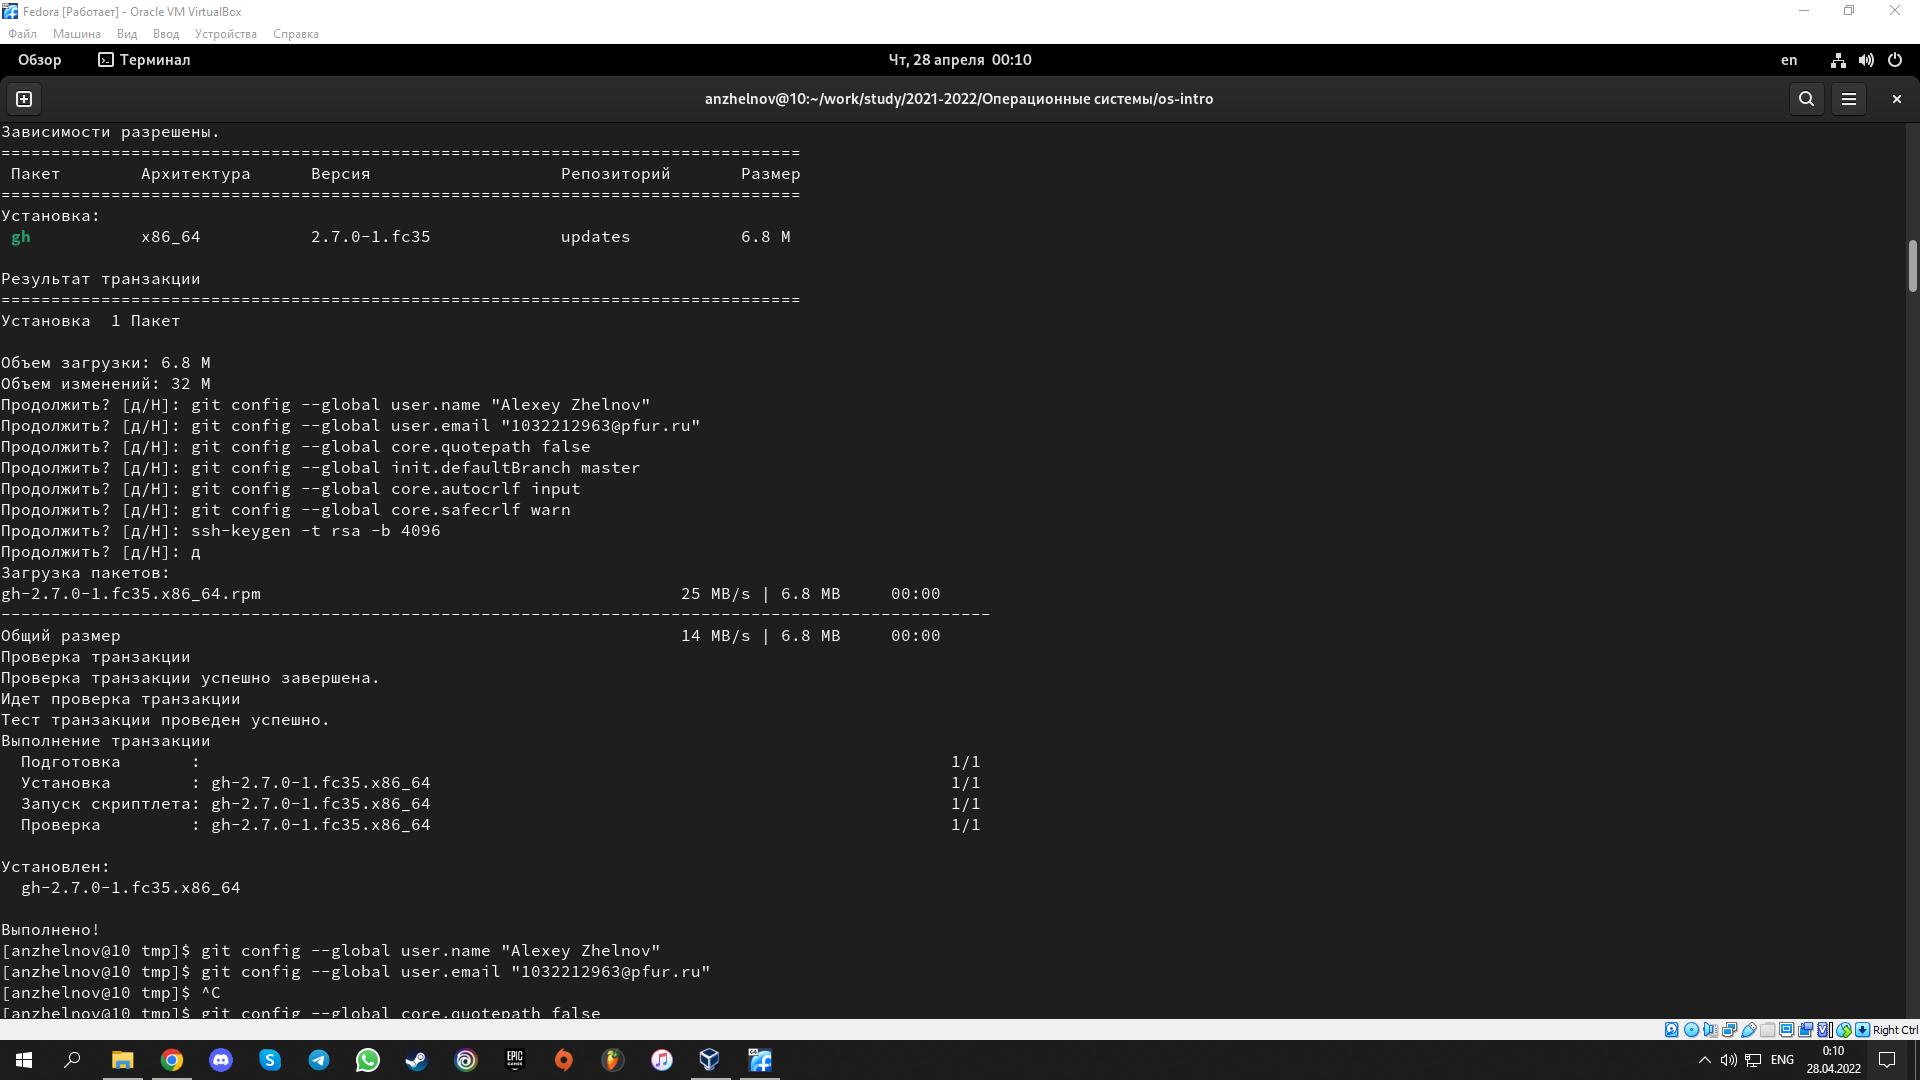 Fedora [Работает] - Oracle VM VirtualBox
Файл Машина Вид Ввод Устройства Справка
Обзор Терминал Чт, 28 апреля 00:10 en
anzhelnov@10:~/work/study/2021-2022/Операционные системы/os-intro
Зависимости разрешены.
================================================================================
Пакет Архитектура Версия Репозиторий Размер
================================================================================
Установка:
gh x86_64 2.7.0-1.fc35 updates 6.8 M
Результат транзакции
================================================================================
Установка 1 Пакет
Объем загрузки: 6.8 M
Объем изменений: 32 M
Продолжить? [д/Н]: git config --global user.name "Alexey Zhelnov"
Продолжить? [д/Н]: git config --global user.email "1032212963@pfur.ru"
Продолжить? [д/Н]: git config --global core.quotepath false
Продолжить? [д/Н]: git config --global init.defaultBranch master
Продолжить? [д/Н]: git config --global core.autocrlf input
Продолжить? [д/Н]: git config --global core.safecrlf warn
Продолжить? [д/Н]: ssh-keygen -t rsa -b 4096
Продолжить? [д/Н]: д
Загрузка пакетов:
gh-2.7.0-1.fc35.x86_64.rpm 25 MB/s | 6.8 MB 00:00
---------------------------------------------------------------------------------------------------
Общий размер 14 MB/s | 6.8 MB 00:00
Проверка транзакции
Проверка транзакции успешно завершена.
Идет проверка транзакции
Тест транзакции проведен успешно.
Выполнение транзакции
Подготовка : 1/1
Установка : gh-2.7.0-1.fc35.x86_64 1/1
Запуск скриптлета: gh-2.7.0-1.fc35.x86_64 1/1
Проверка : gh-2.7.0-1.fc35.x86_64 1/1
Установлен:
gh-2.7.0-1.fc35.x86_64
Выполнено!
[anzhelnov@10 tmp]$ git config --global user.name "Alexey Zhelnov"
[anzhelnov@10 tmp]$ git config --global user.email "1032212963@pfur.ru"
[anzhelnov@10 tmp]$ ^C
[anzhelnov@10 tmp]$ git config --global core.quotepath false
Right Ctrl
EPIC GAMES
ENG 0:10
28.04.2022